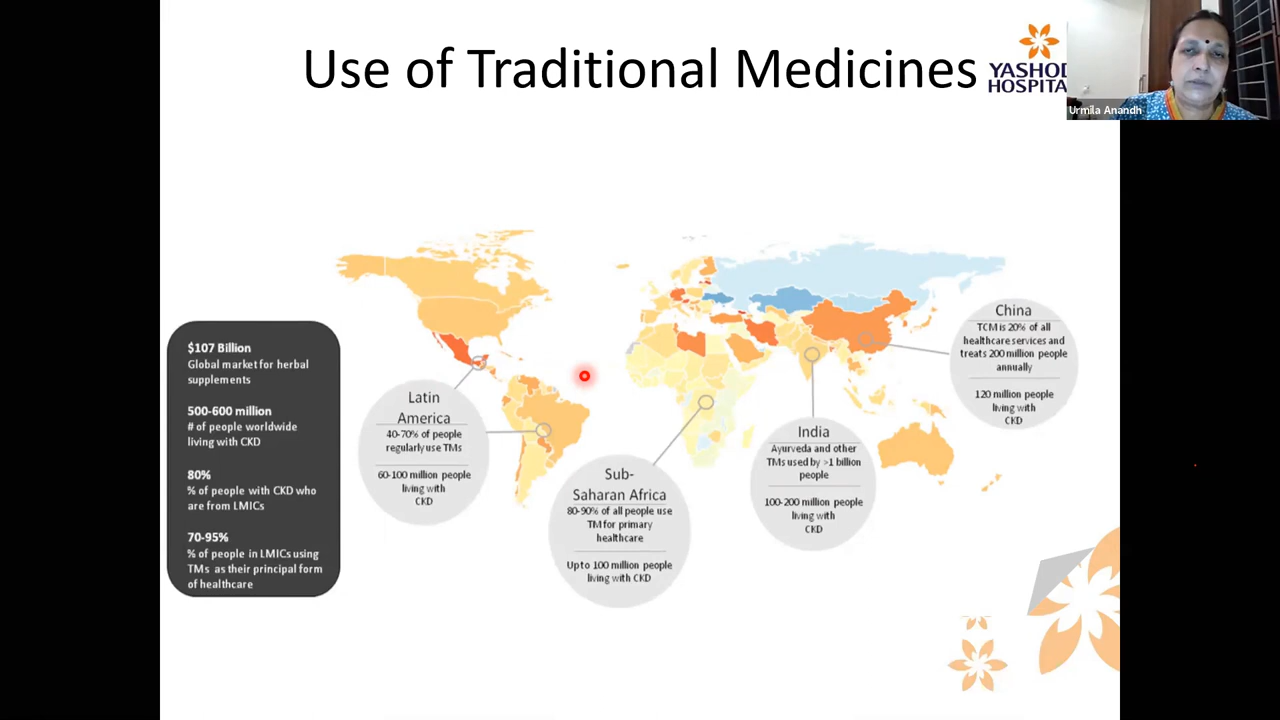 Use of Traditional Medicines
YASHOD
HOSPITA
Urmila Anandh
$107 Billion
Global market for herbal
supplements
500-600 million
# of people worldwide
living with CKD
80%
% of people with CKD who
are from LMICs
70-95%
% of people in LMICs using
TMs as their principal form
of healthcare
Latin
America
40-70% of people
regularly use TMs
60-100 million people
living with
CKD
Sub-
Saharan Africa
80-90% of all people use
TM for primary
healthcare
Up to 100 million people
living with CKD
India
Ayurveda and other
TMs used by >1 billion
people
100-200 million people
living with
CKD
China
TCM is 20% of all
healthcare services and
treats 200 million people
annually
120 million people
living with
CKD